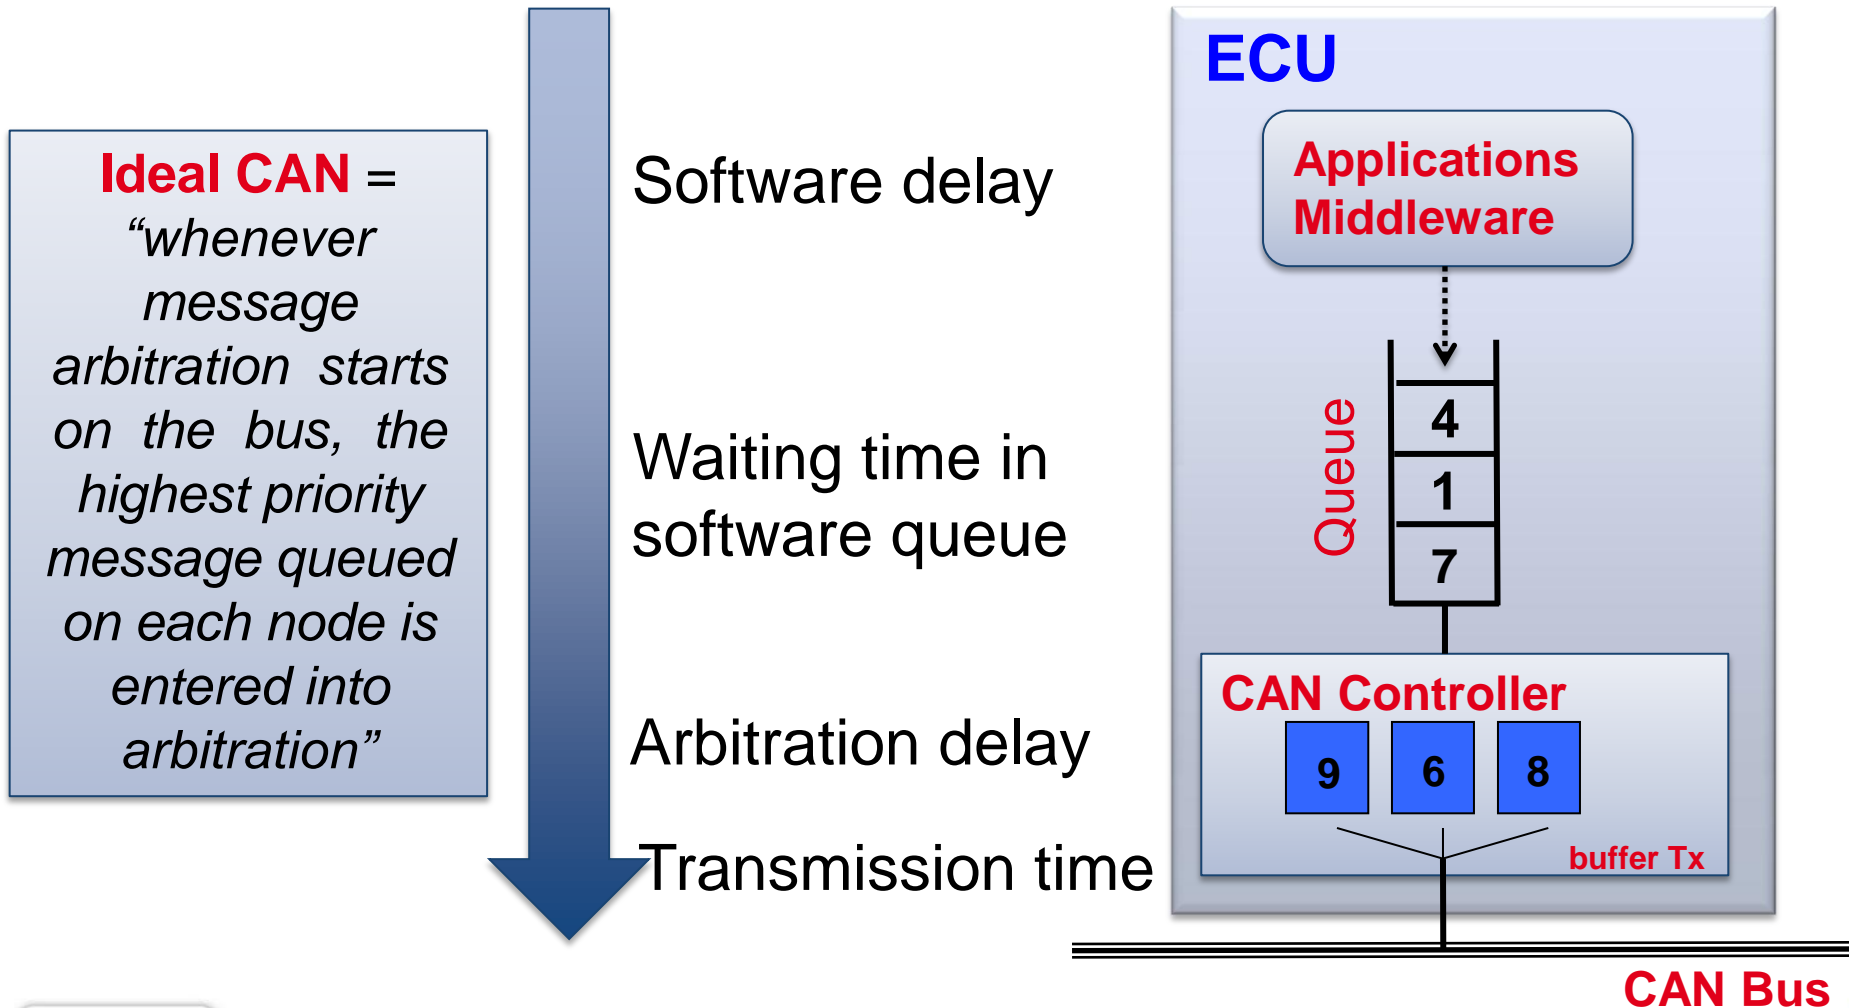 Ideal CAN =
“whenever
message
arbitration starts
on the bus, the
highest priority
message queued
on each node is
entered into
arbitration”
Software delay
Waiting time in
software queue
Arbitration delay
Transmission time
ECU
Applications
Middleware
Queue
4
1
7
CAN Controller
9 6 8
buffer Tx
CAN Bus